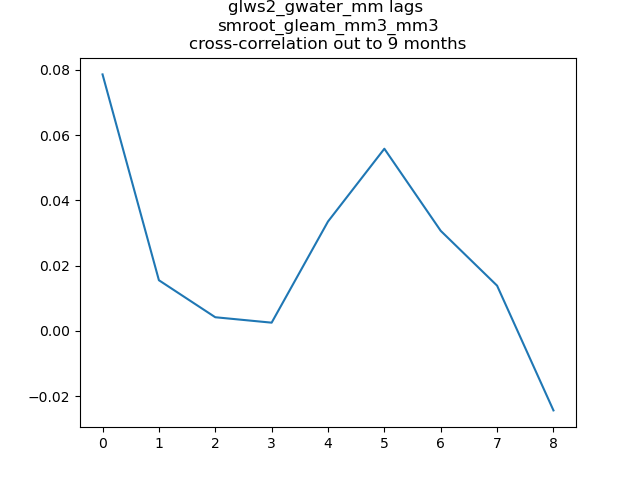 glws2_gwater_mm lags
smroot_gleam_mm3_mm3
cross-correlation out to 9 months
0.08
0.06
0.04
0.02
0.00
−0.02
0 1 2 3 4 5 6 7 8